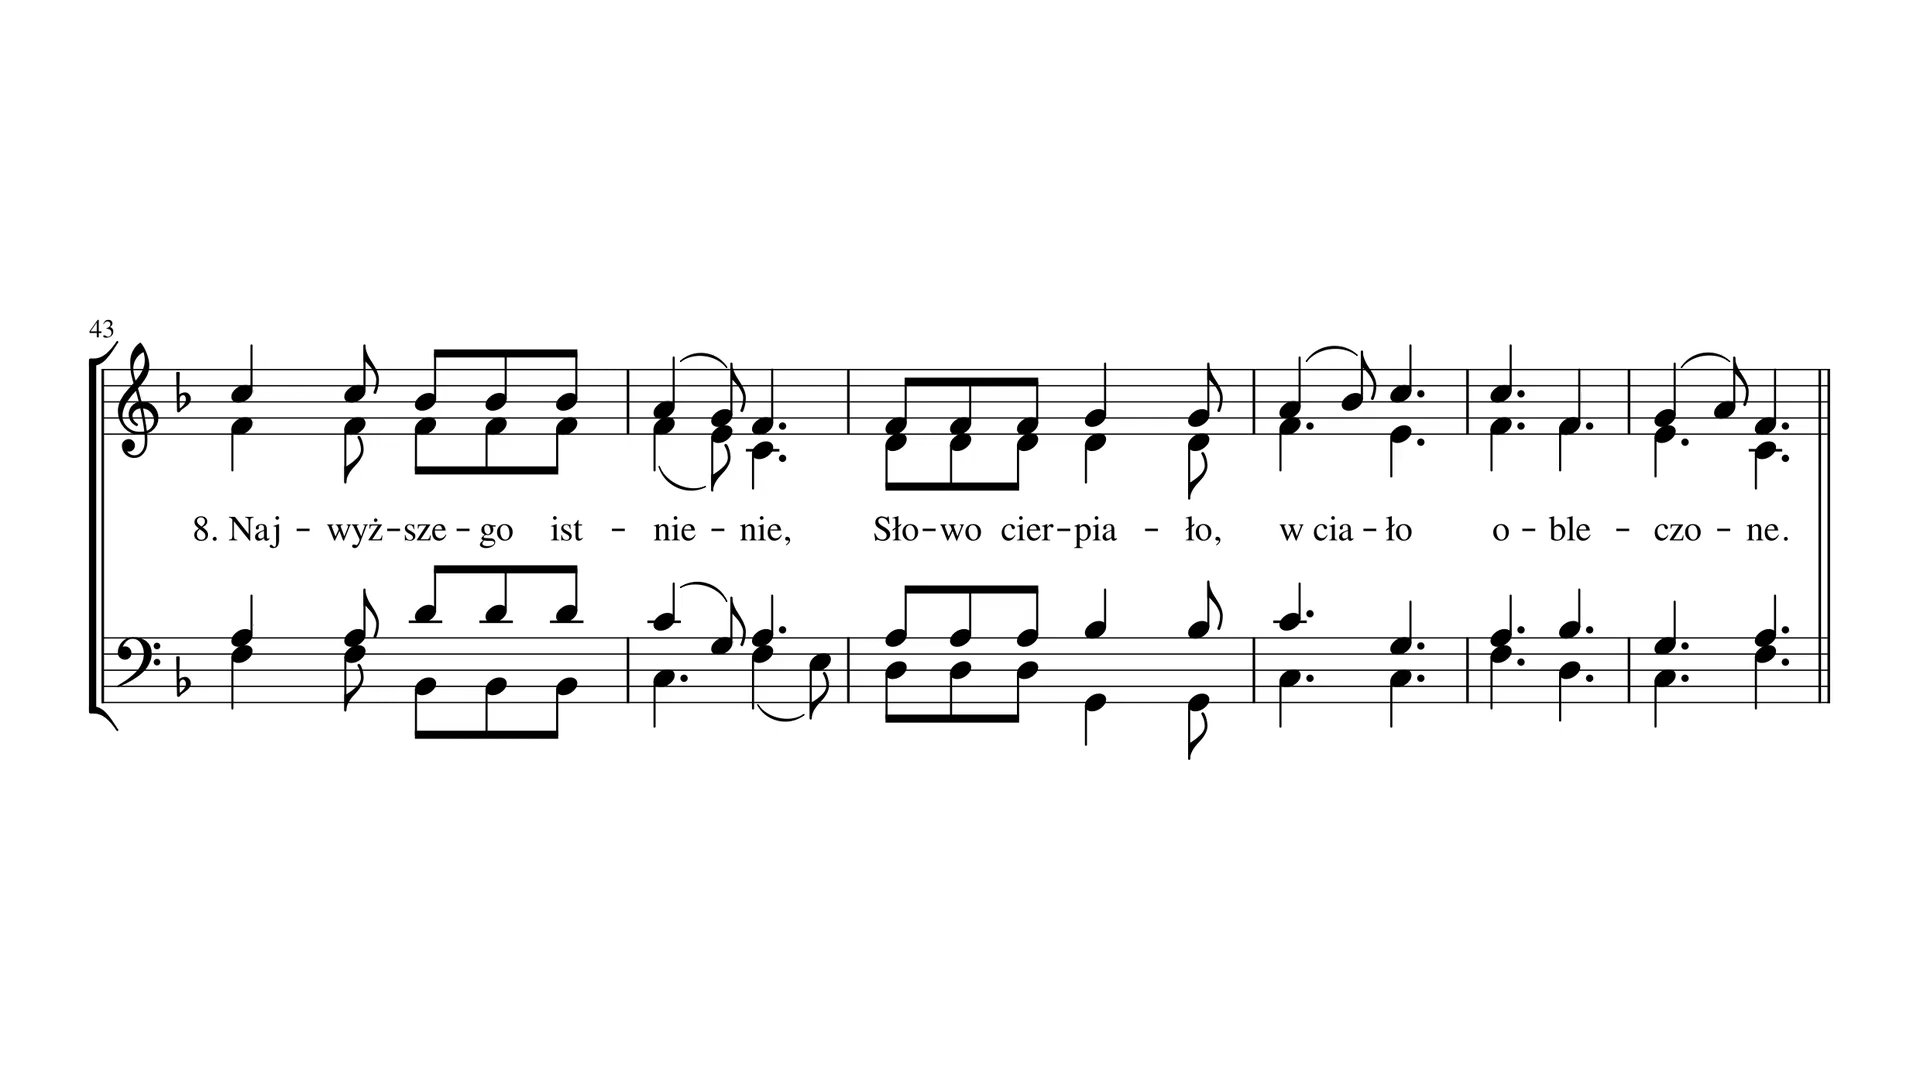 43
8. Naj – wyż – sze – go ist – nie – nie, Sło – wo cier – pia – ło, w cia – ło o – ble – czo – ne.